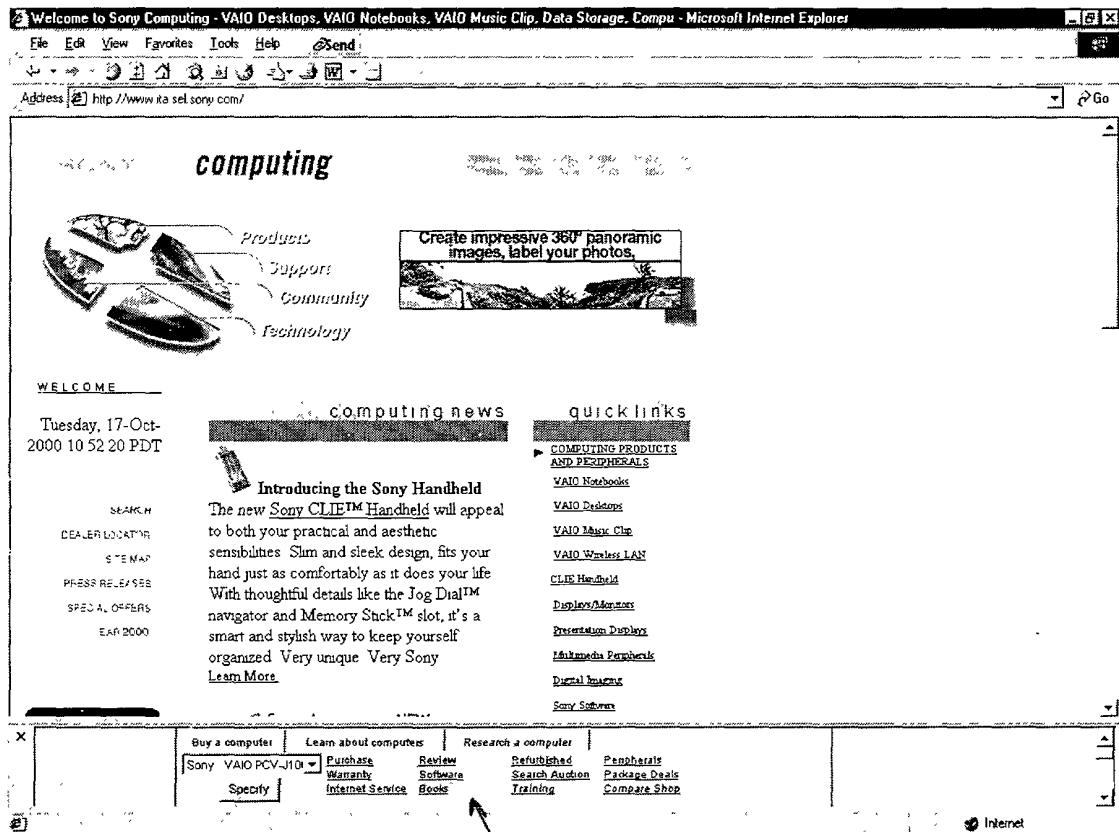 Welcome to Sony Computing - VAIO Desktops, VAIO Notebooks, VAIO Music Clip, Data Storage, Compu - Microsoft Internet Explorer
File Edit View Favorites Tools Help Send
Address http://www.ita.sel.sony.com/ Go
computing
Products
Support
Community
Technology
Create impressive 360° panoramic
images, label your photos,
WELCOME
Tuesday, 17-Oct-
2000 10 52 20 PDT
SEARCH
DEALER LOCATOR
SITE MAP
PRESS RELEASES
SPECIAL OFFERS
EAR 2000
computing news
Introducing the Sony Handheld
The new Sony CLIE™ Handheld will appeal
to both your practical and aesthetic
sensibilities Slim and sleek design, fits your
hand just as comfortably as it does your life
With thoughtful details like the Jog Dial™
navigator and Memory Stick™ slot, it's a
smart and stylish way to keep yourself
organized Very unique Very Sony
Learn More
quick links
COMPUTING PRODUCTS
AND PERIPHERALS
VAIO Notebooks
VAIO Desktops
VAIO Music Clip
VAIO Wireless LAN
CLIE Handheld
Displays/Monitors
Presentation Displays
Multimedia Peripherals
Digital Imaging
Sony Software
Buy a computer Learn about computers Research a computer
Sony VAIO PCV-J10 Purchase Review Refurbished Peripherals
Warranty Software Search Auction Package Deals
Specify Internet Service Books Training Compare Shop
Internet